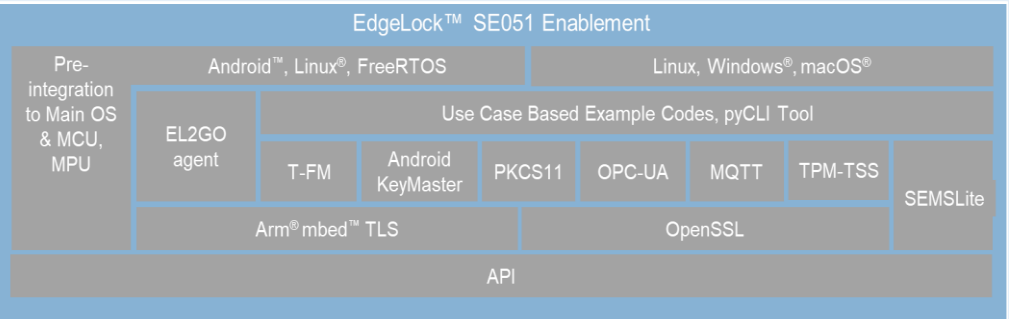 EdgeLock™ SE051 Enablement
Pre-
integration
to Main OS
& MCU,
MPU
Android™, Linux®, FreeRTOS
Linux, Windows®, macOS®
EL2GO
agent
Use Case Based Example Codes, pyCLI Tool
T-FM
Android
KeyMaster
PKCS11
OPC-UA
MQTT
TPM-TSS
SEMSLite
Arm® mbed™ TLS
OpenSSL
API